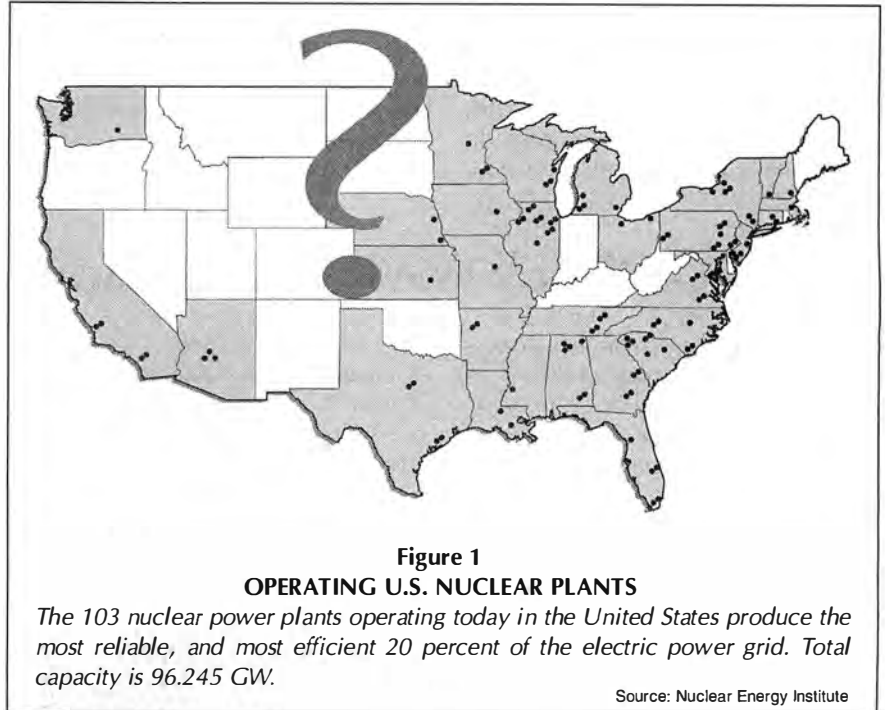 ?
Figure 1
OPERATING U.S. NUCLEAR PLANTS
The 103 nuclear power plants operating today in the United States produce the
most reliable, and most efficient 20 percent of the electric power grid. Total
capacity is 96.245 GW.
Source: Nuclear Energy Institute